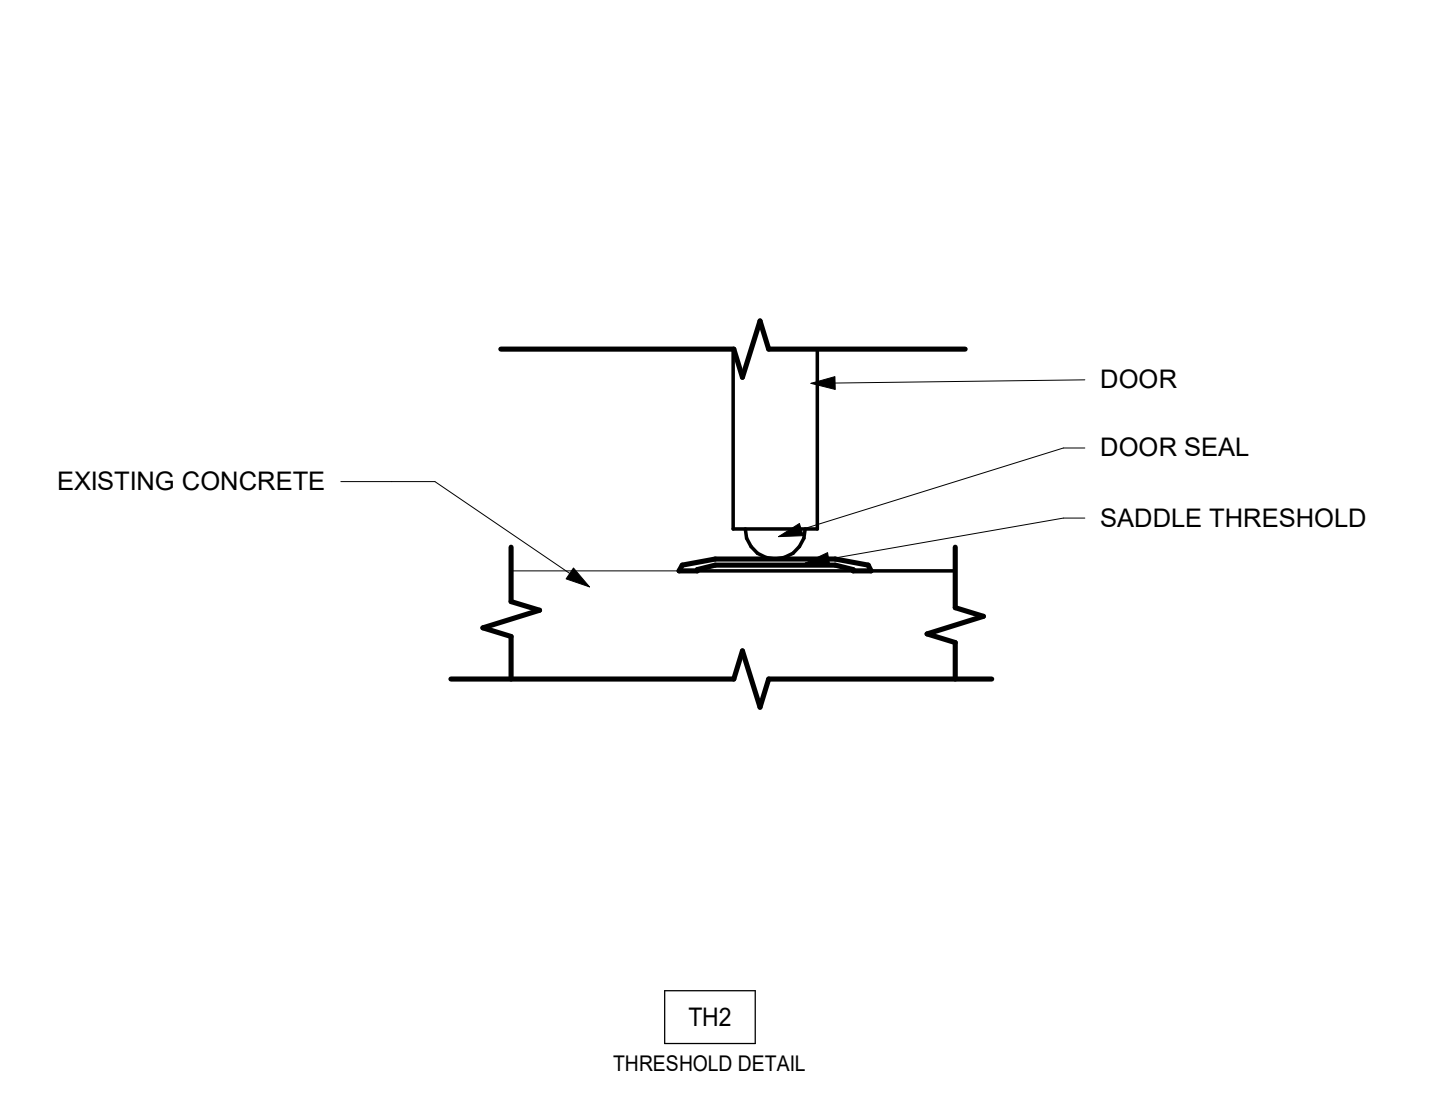 DOOR
DOOR SEAL
EXISTING CONCRETE
SADDLE THRESHOLD
TH2
THRESHOLD DETAIL